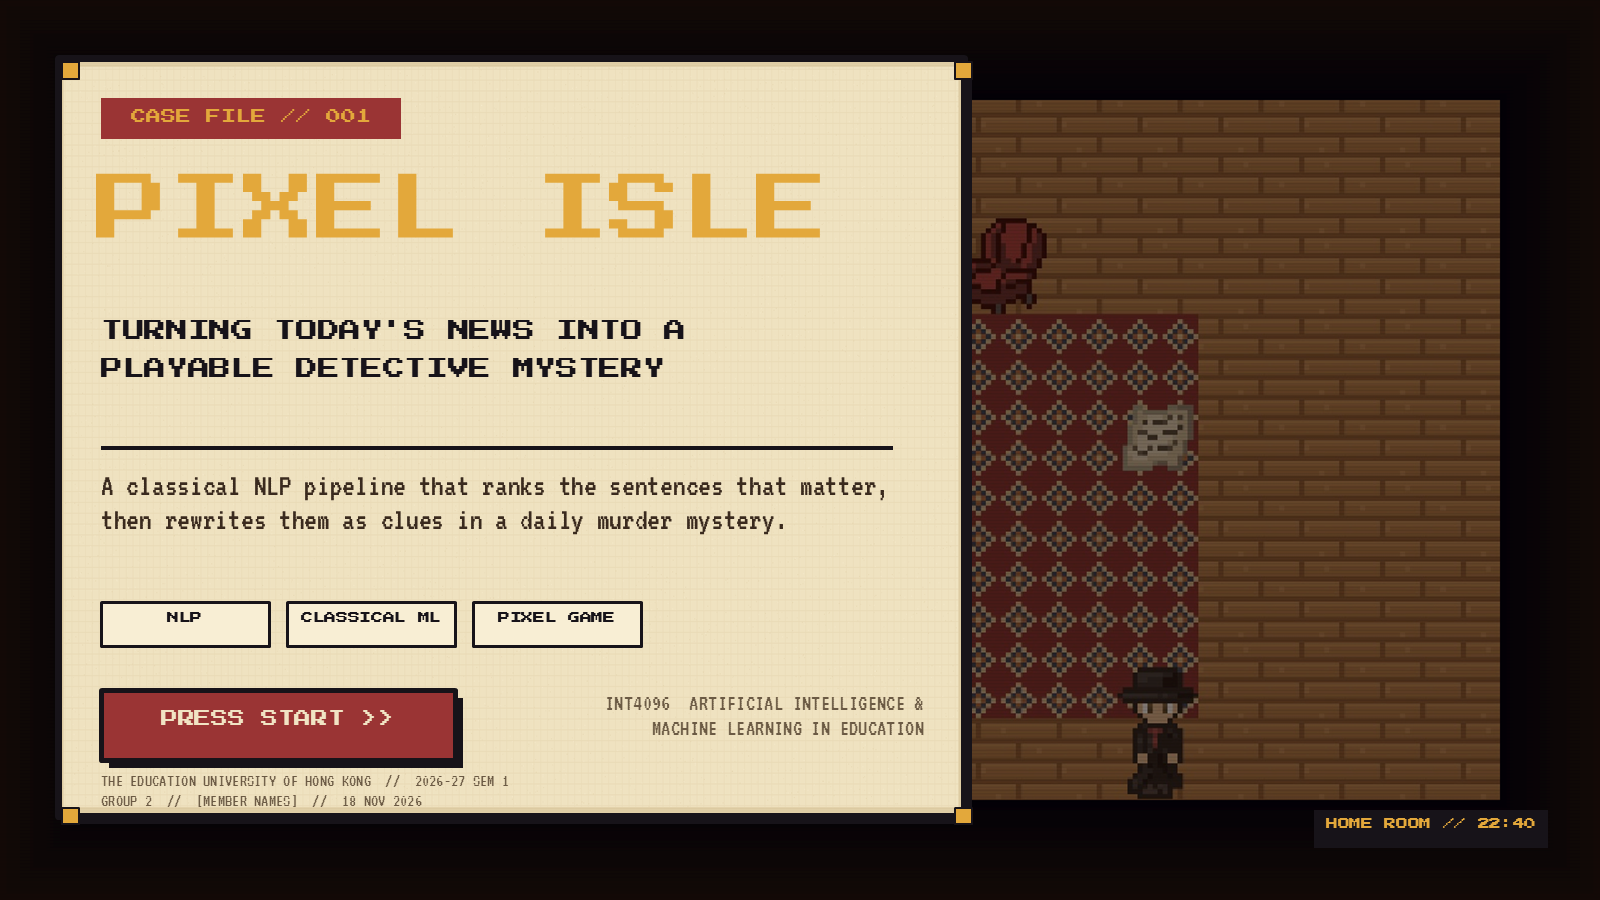 CASE FILE // 001
PIXEL ISLE
TURNING TODAY'S NEWS INTO A
PLAYABLE DETECTIVE MYSTERY
A classical NLP pipeline that ranks the sentences that matter,
then rewrites them as clues in a daily murder mystery.
NLP
CLASSICAL ML
PIXEL GAME
PRESS START >>
INT4096 ARTIFICIAL INTELLIGENCE &
MACHINE LEARNING IN EDUCATION
THE EDUCATION UNIVERSITY OF HONG KONG // 2026-27 SEM 1
GROUP 2 // [MEMBER NAMES] // 18 NOV 2026
HOME ROOM // 22:40